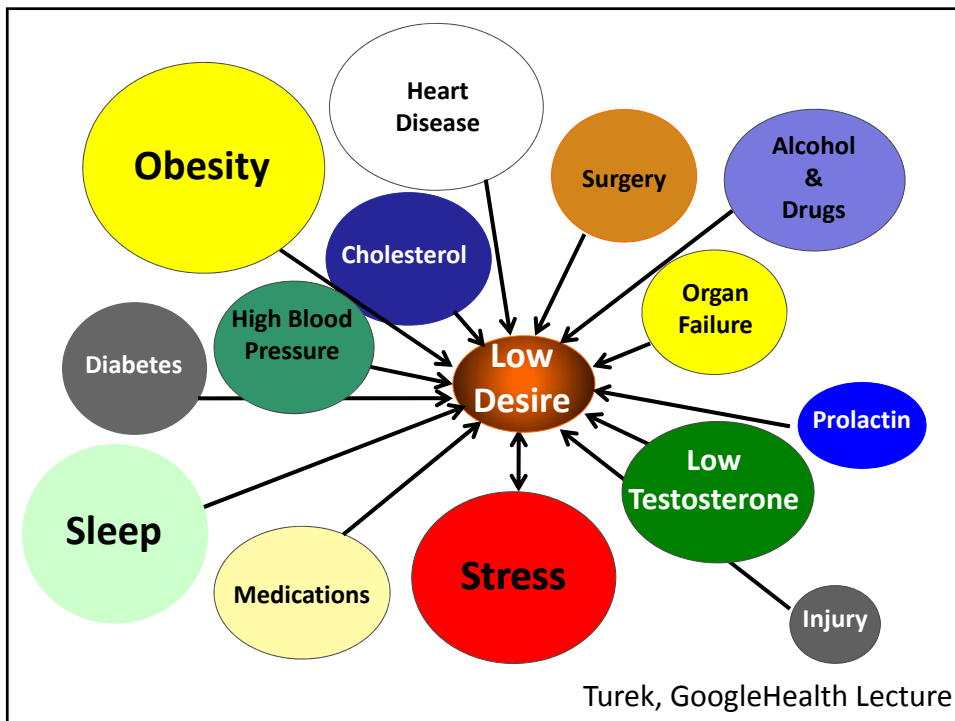 Heart
Disease
Obesity
Surgery
Alcohol
&
Drugs
Cholesterol
Organ
Failure
High Blood
Pressure
Diabetes
Low
Desire
Prolactin
Low
Testosterone
Sleep
Medications
Stress
Injury
Turek, GoogleHealth Lecture